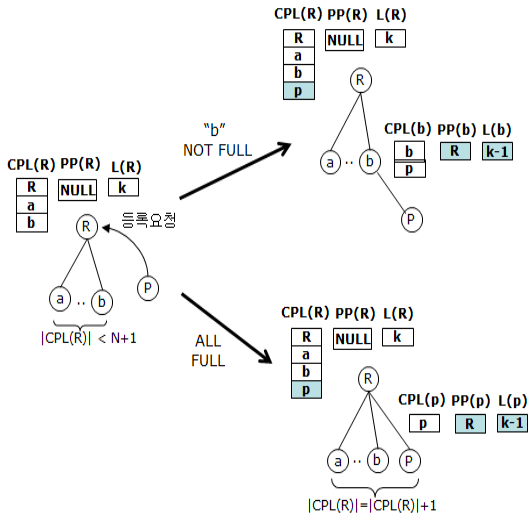 CPL(R) PP(R) L(R)
R NULL k
a
b
p
R
a ·· b
P
CPL(b) PP(b) L(b)
b R k-1
p
"b"
NOT FULL
CPL(R) PP(R) L(R)
R NULL k
a
b
R
등록요청
a ·· b
P
|CPL(R)| < N+1
ALL
FULL
CPL(R) PP(R) L(R)
R NULL k
a
b
p
R
CPL(p) PP(p) L(p)
p R k-1
a ·· b P
|CPL(R)|=|CPL(R)|+1